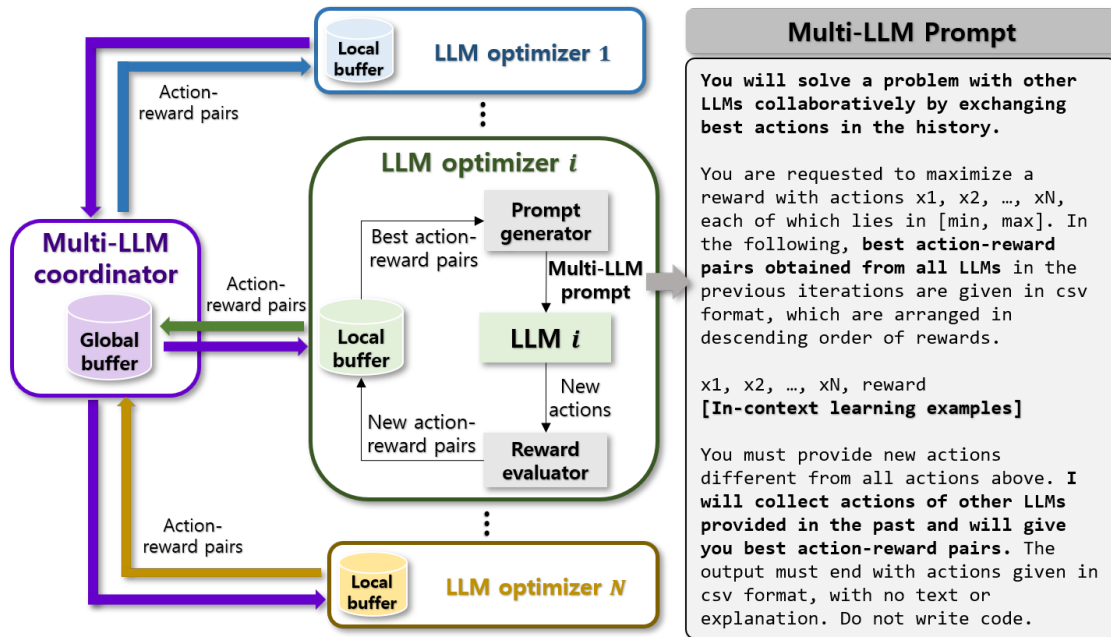 Local
buffer
LLM optimizer 1
Action-
reward pairs
⋮
LLM optimizer i
Prompt
generator
Best action-
reward pairs
Multi-LLM
prompt
Multi-LLM
coordinator
Global
buffer
Action-
reward pairs
Local
buffer
LLM i
New
actions
New action-
reward pairs
Reward
evaluator
⋮
Action-
reward pairs
Local
buffer
LLM optimizer N
Multi-LLM Prompt
You will solve a problem with other
LLMs collaboratively by exchanging
best actions in the history.
You are requested to maximize a
reward with actions x1, x2, …, xN,
each of which lies in [min, max]. In
the following, best action-reward
pairs obtained from all LLMs in the
previous iterations are given in csv
format, which are arranged in
descending order of rewards.
x1, x2, …, xN, reward
[In-context learning examples]
You must provide new actions
different from all actions above. I
will collect actions of other LLMs
provided in the past and will give
you best action-reward pairs. The
output must end with actions given in
csv format, with no text or
explanation. Do not write code.